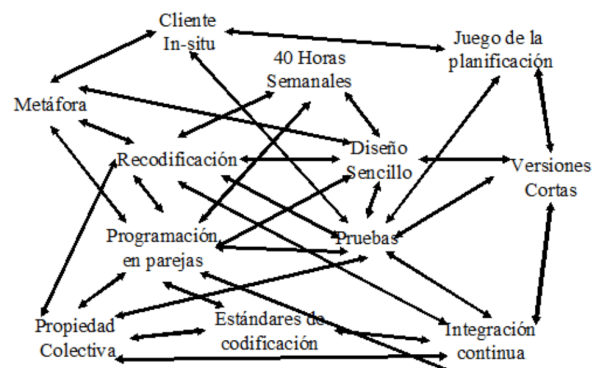 Cliente
In-situ
40 Horas
Semanales
Juego de la
planificación
Metáfora
Recodificación
Diseño
Sencillo
Versiones
Cortas
Programación
en parejas
Pruebas
Propiedad
Colectiva
Estándares de
codificación
Integración
continua